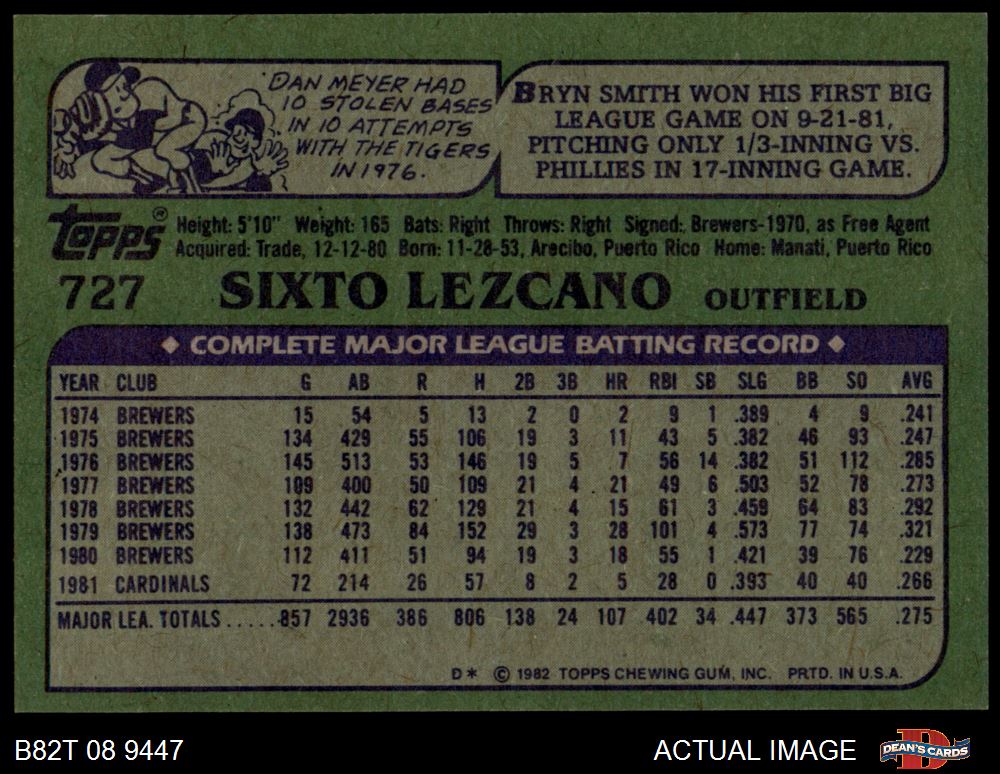 DAN MEYER HAD
10 STOLEN BASES
IN 10 ATTEMPTS
WITH THE TIGERS
IN 1976.
BRYN SMITH WON HIS FIRST BIG
LEAGUE GAME ON 9-21-81,
PITCHING ONLY 1/3-INNING VS.
PHILLIES IN 17-INNING GAME.
TOPPS®
Height: 5'10" Weight: 165 Bats: Right Throws: Right Signed: Brewers-1970, as Free Agent
Acquired: Trade, 12-12-80 Born: 11-28-53, Arecibo, Puerto Rico Home: Manati, Puerto Rico
727 SIXTO LEZCANO OUTFIELD
◆ COMPLETE MAJOR LEAGUE BATTING RECORD ◆
YEAR CLUB G AB R H 2B 3B HR RBI SB SLG BB SO AVG
1974 BREWERS 15 54 5 13 2 0 2 9 1 .389 4 9 .241
1975 BREWERS 134 429 55 106 19 3 11 43 5 .382 46 93 .247
1976 BREWERS 145 513 53 146 19 5 7 56 14 .382 51 112 .285
1977 BREWERS 109 400 50 109 21 4 21 49 6 .503 52 78 .273
1978 BREWERS 132 442 62 129 21 4 15 61 3 .459 64 83 .292
1979 BREWERS 138 473 84 152 29 3 28 101 4 .573 77 74 .321
1980 BREWERS 112 411 51 94 19 3 18 55 1 .421 39 76 .229
1981 CARDINALS 72 214 26 57 8 2 5 28 0 .393 40 40 .266
MAJOR LEA. TOTALS.....857 2936 386 806 138 24 107 402 34 .447 373 565 .275
D* © 1982 TOPPS CHEWING GUM, INC. PRTD. IN U.S.A.
B82T 08 9447 ACTUAL IMAGE DEAN'S CARDS